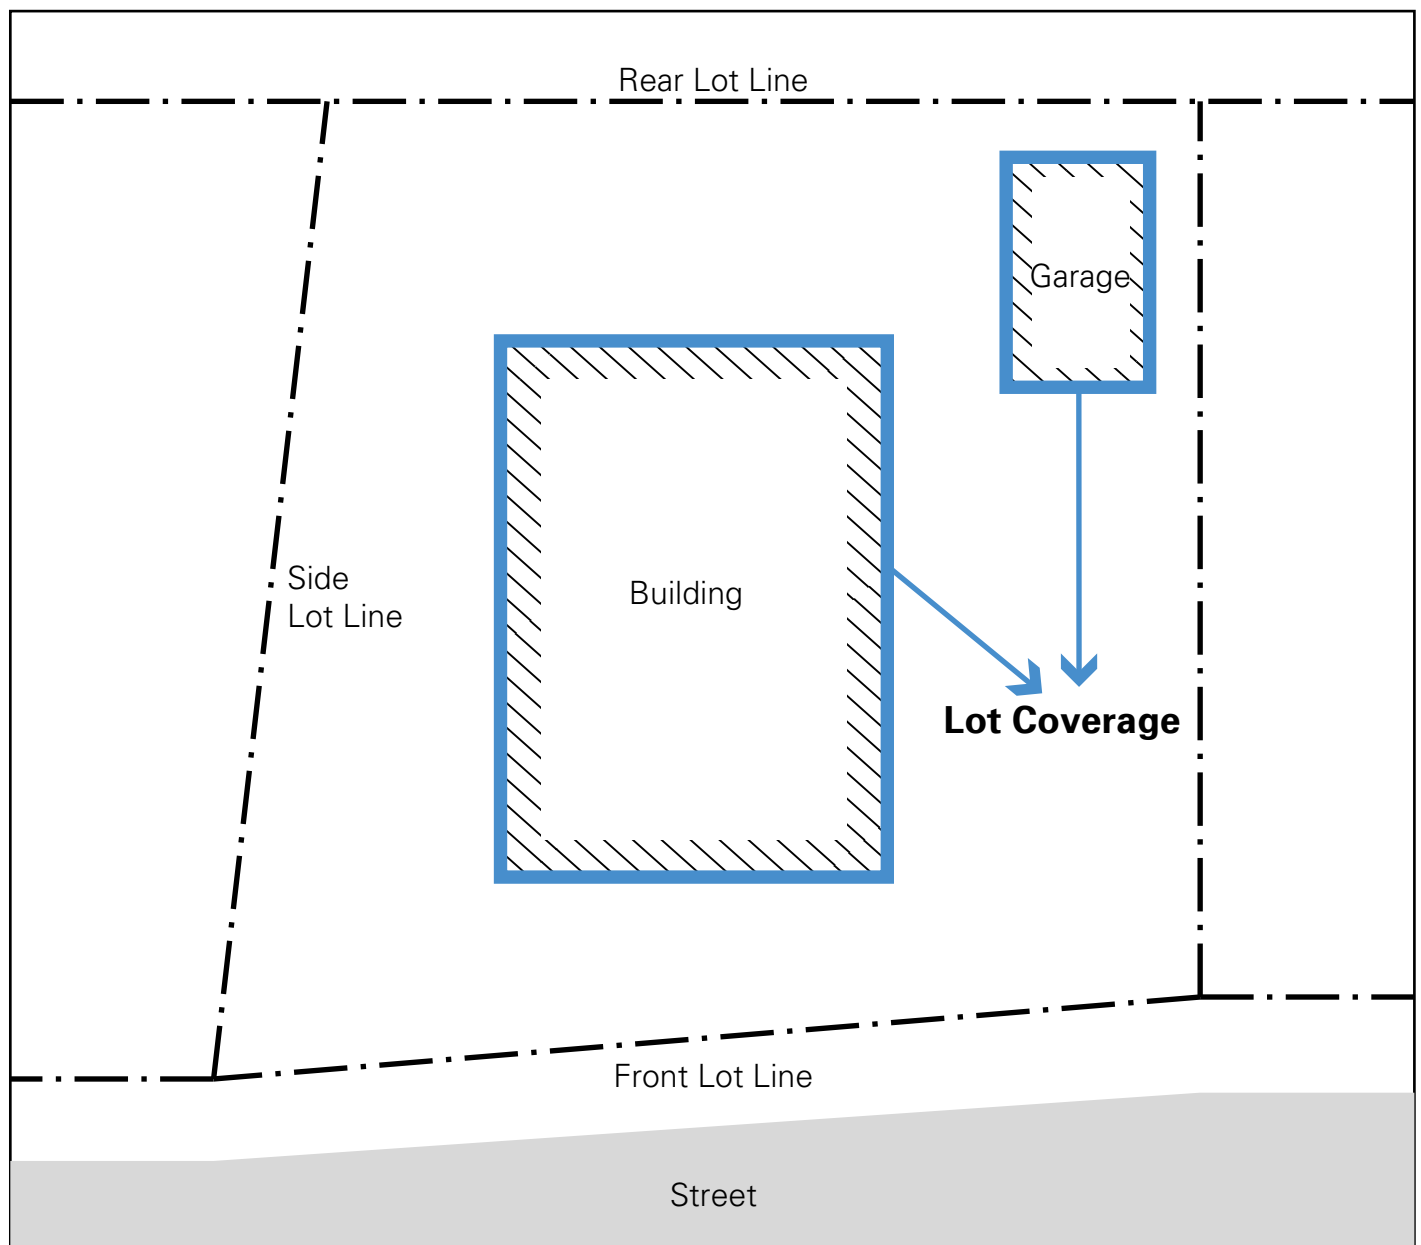 Rear Lot Line
Garage
Side
Lot Line
Building
Lot Coverage
Front Lot Line
Street